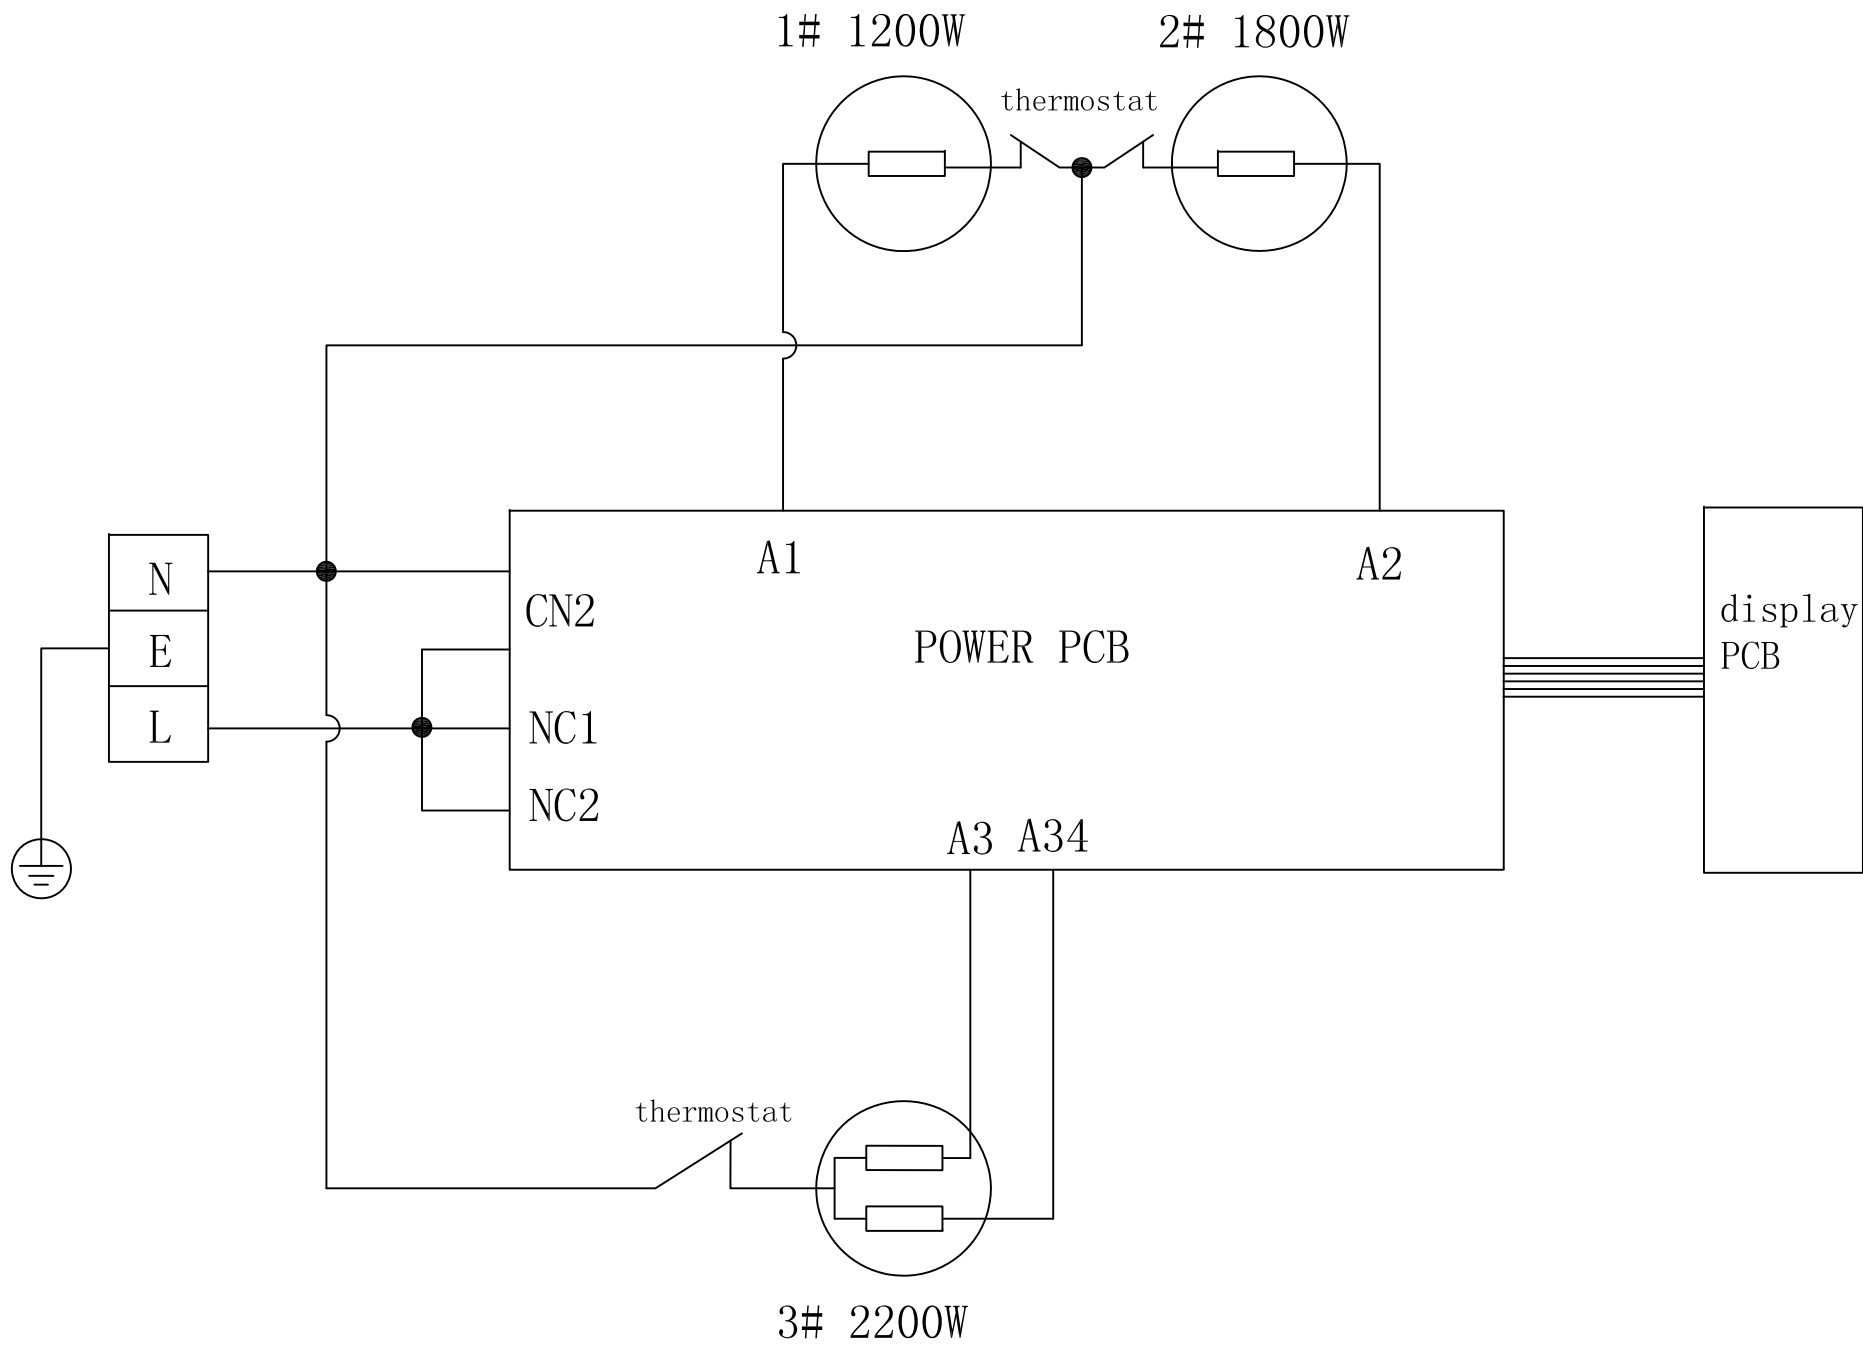 1# 1200W
2# 1800W
thermostat
N
E
L
A1
A2
CN2
POWER PCB
NC1
NC2
A3 A34
display
PCB
thermostat
3# 2200W